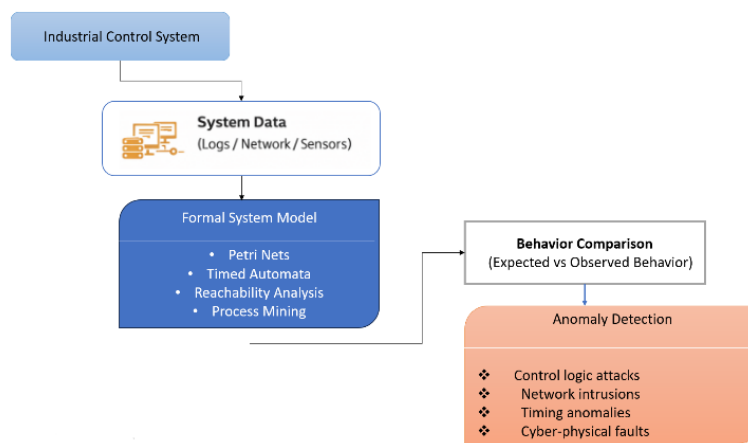 Industrial Control System
System Data
(Logs / Network / Sensors)
Formal System Model
• Petri Nets
• Timed Automata
• Reachability Analysis
• Process Mining
Behavior Comparison
(Expected vs Observed Behavior)
Anomaly Detection
❖ Control logic attacks
❖ Network intrusions
❖ Timing anomalies
❖ Cyber-physical faults